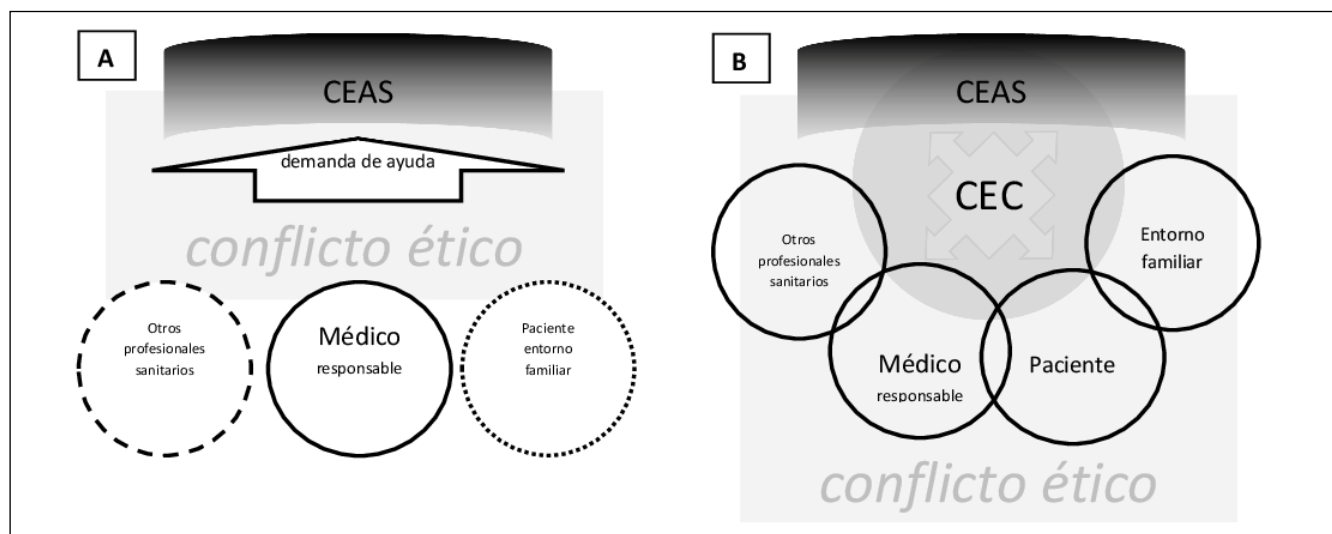 A
CEAS
demanda de ayuda
conflicto ético
Otros
profesionales
sanitarios
Médico
responsable
Paciente
entorno
familiar
B
CEAS
CEC
Otros
profesionales
sanitarios
Entorno
familiar
Médico
responsable
Paciente
conflicto ético